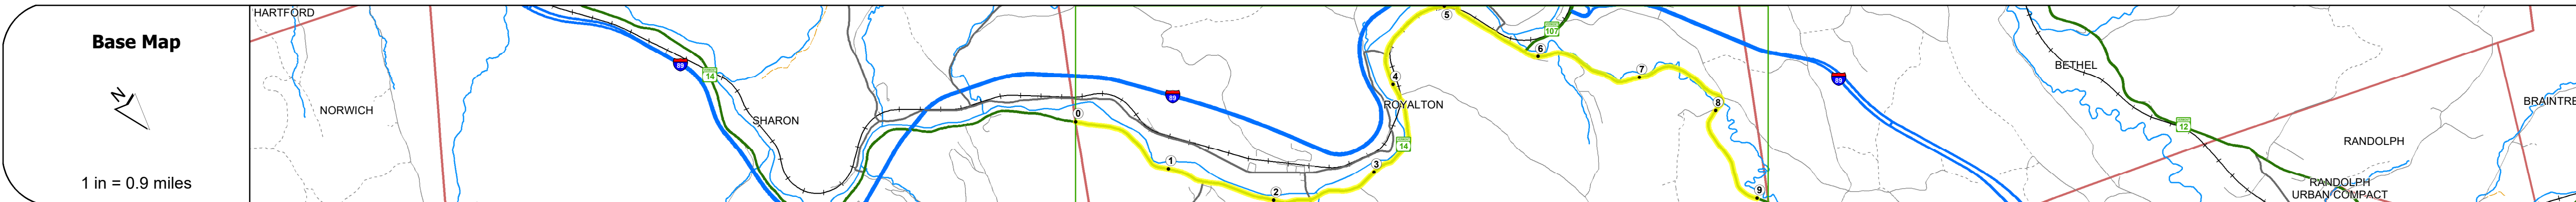 HARTFORD
Base Map
N
1 in = 0.9 miles
NORWICH
89
14
SHARON
0
1
89
2
3
14
4
ROYALTON
5
107
6
7
8
9
89
BETHEL
12
BRAINTRE
RANDOLPH
RANDOLPH
URBAN COMPACT